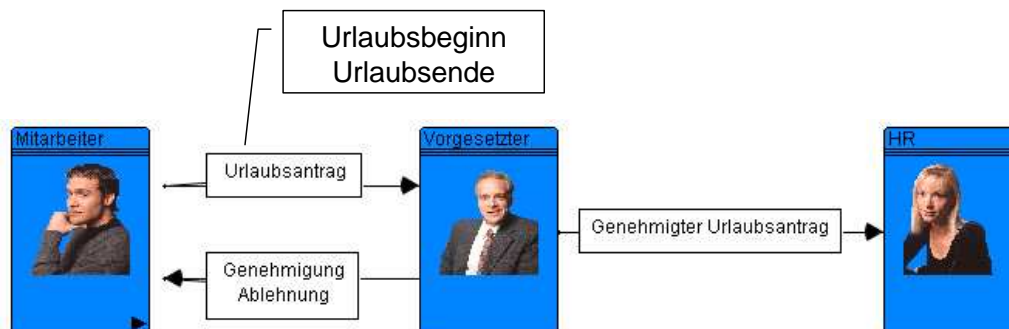 Urlaubsbeginn
Urlaubsende
Mitarbeiter
Vorgesetzter
HR
Urlaubsantrag
Genehmigter Urlaubsantrag
Genehmigung
Ablehnung